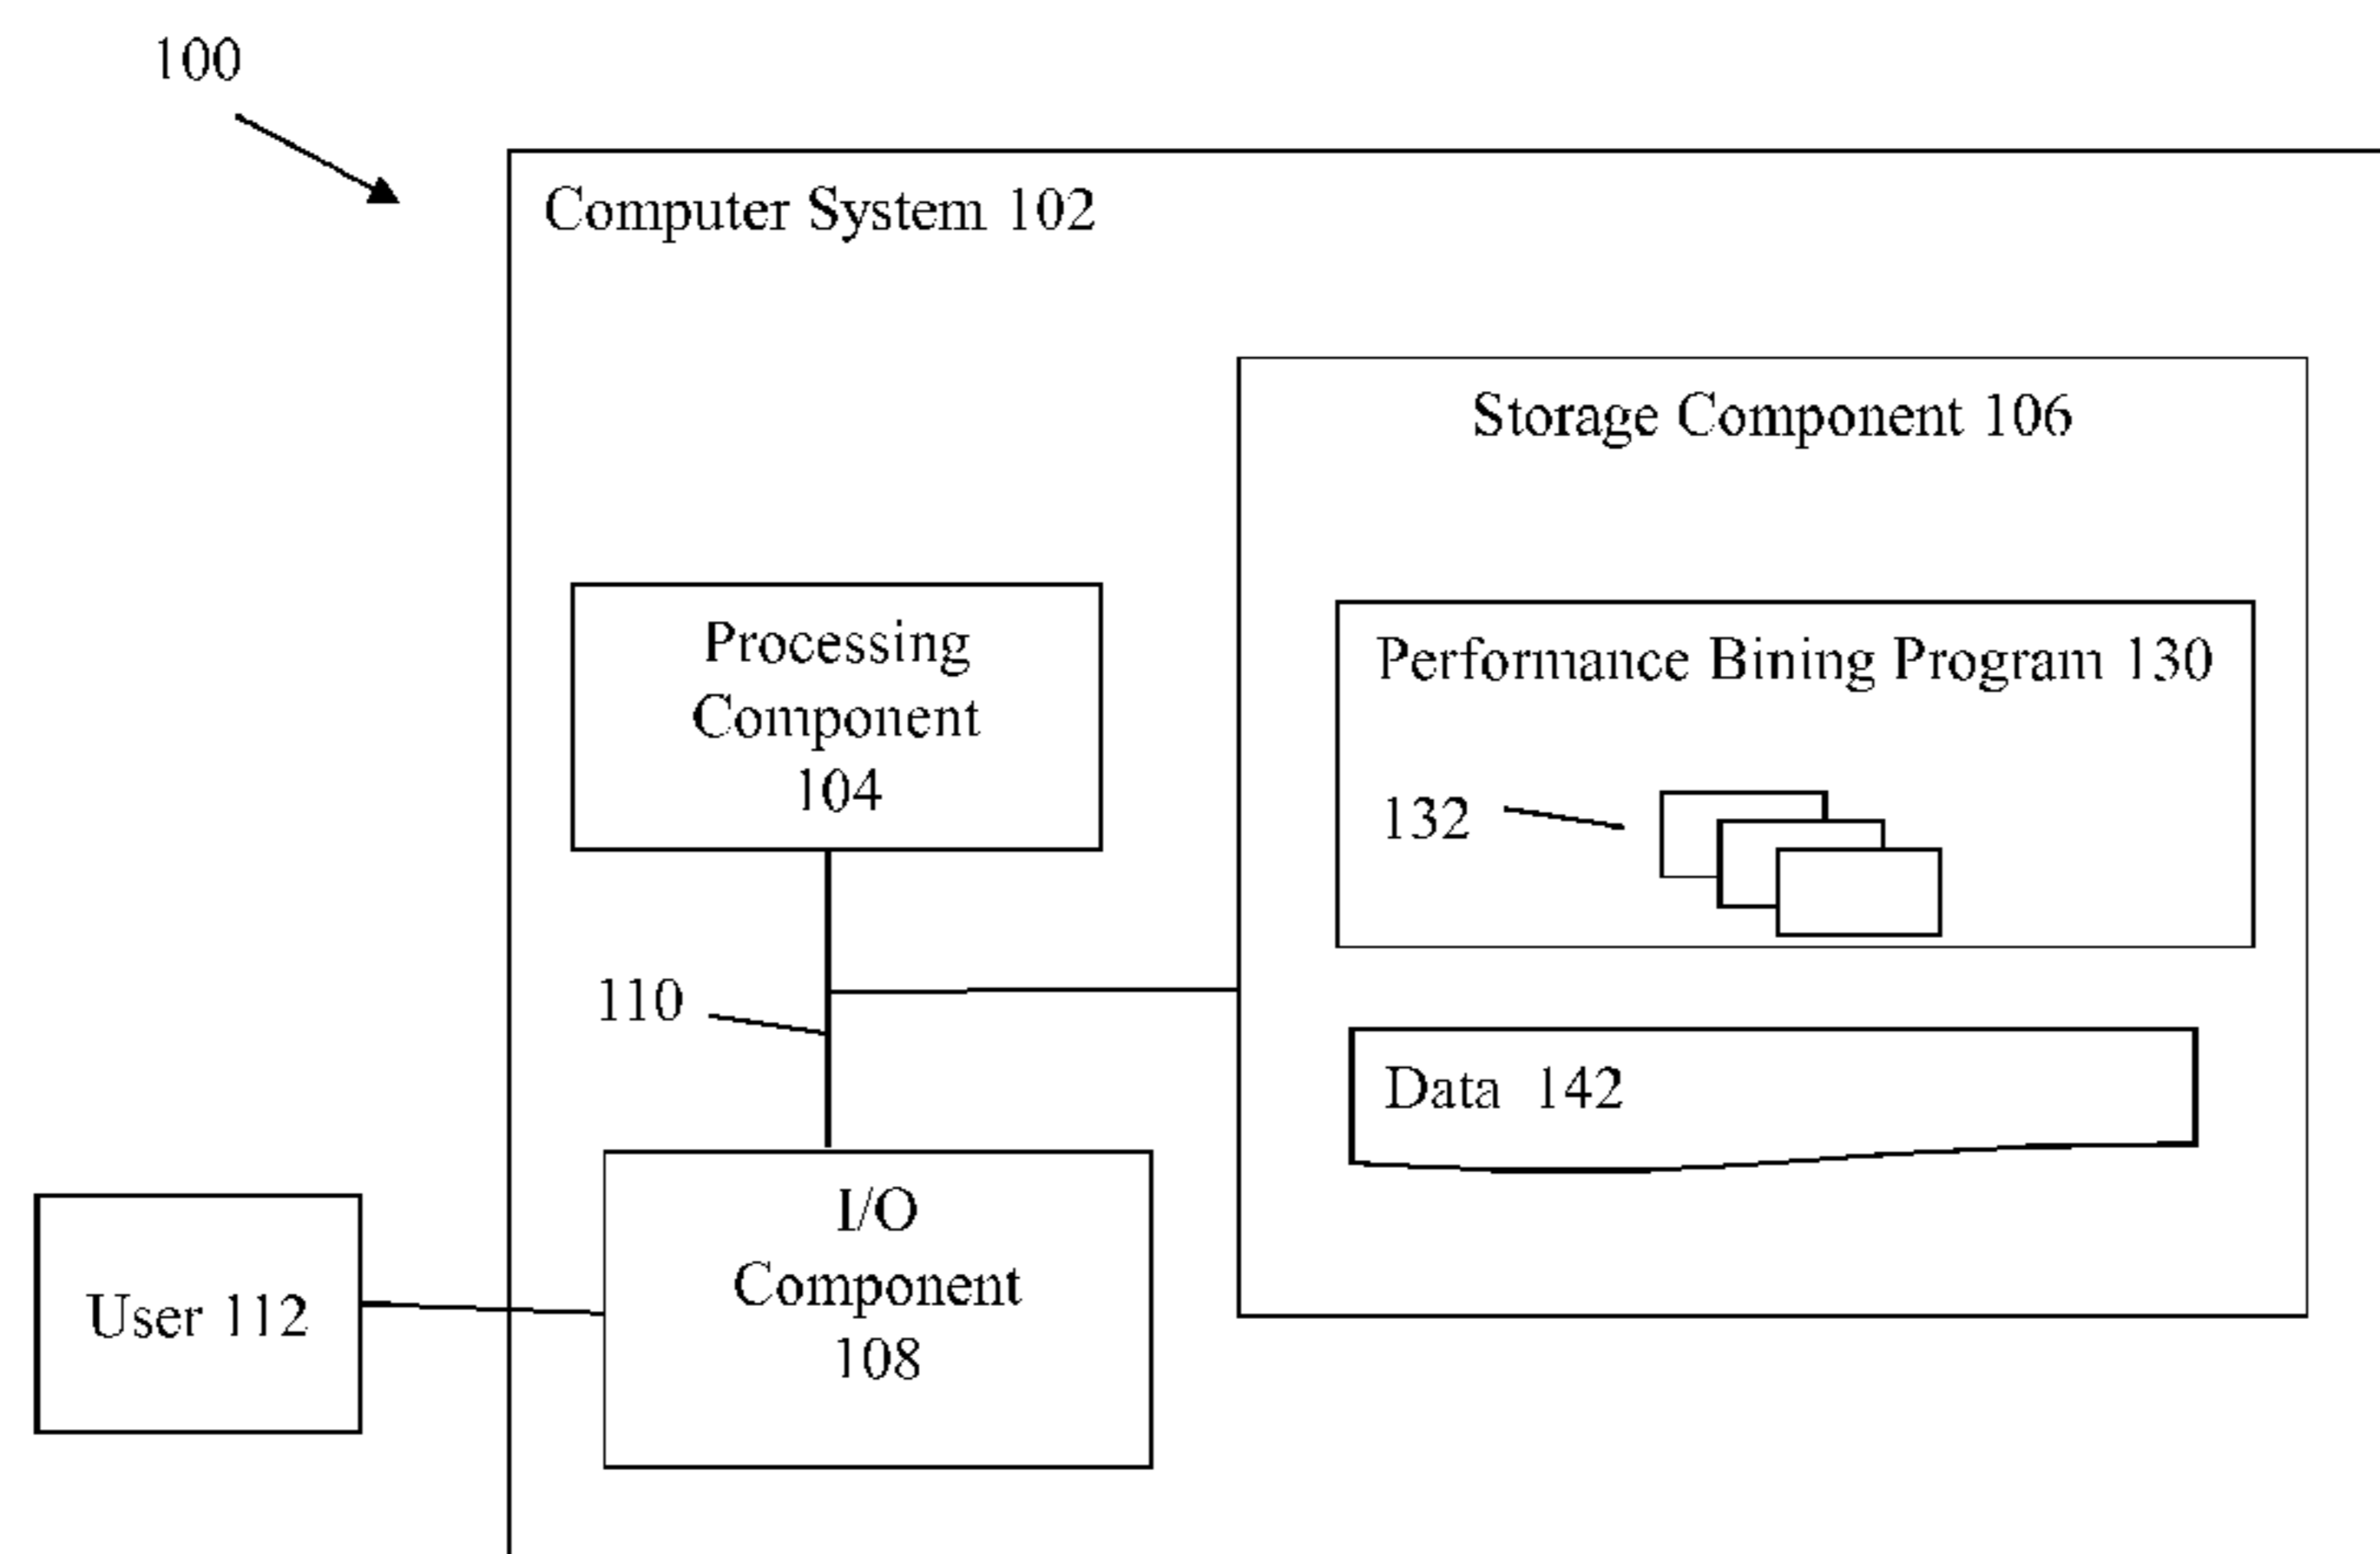 100
Computer System 102
Storage Component 106
Processing
Component
104
Performance Bining Program 130
132
110
Data 142
I/O
Component
108
User 112